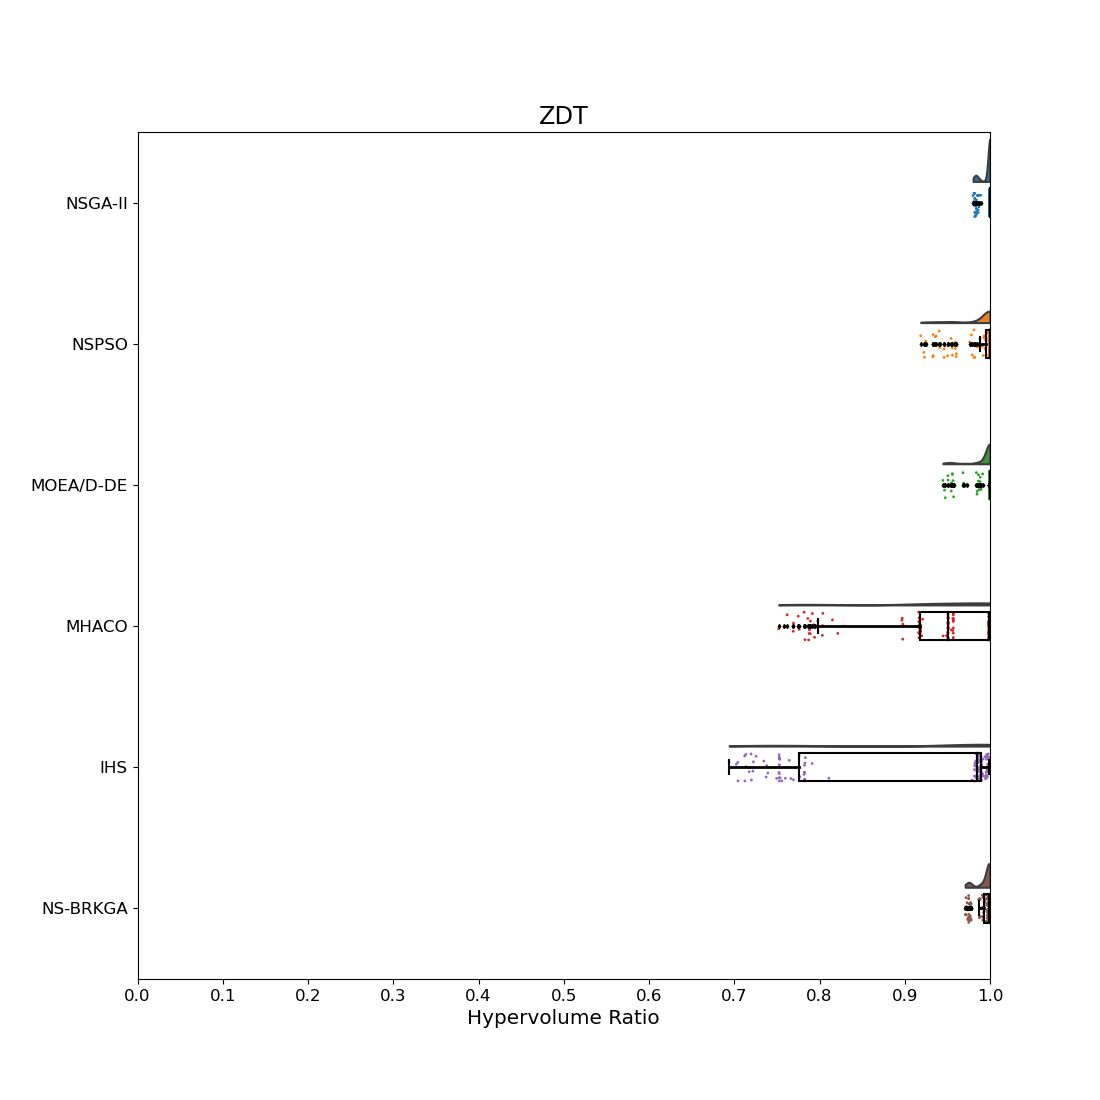 ZDT
NSGA-II
NSPSO
MOEA/D-DE
MHACO
IHS
NS-BRKGA
0.0 0.1 0.2 0.3 0.4 0.5 0.6 0.7 0.8 0.9 1.0
Hypervolume Ratio